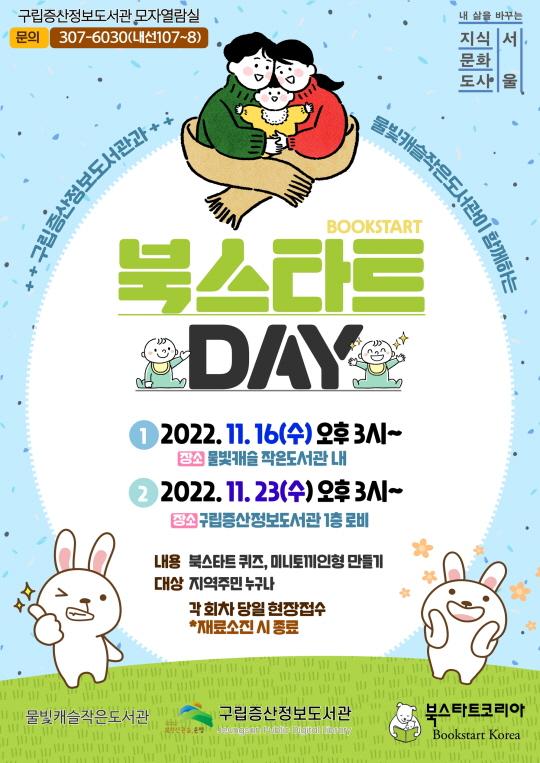 구립증산정보도서관 모자열람실
문의 307-6030(내선107~8)
내 삶을 바꾸는
지식 서
문화
도시 울
++ 구립증산정보도서관과 ++
물빛캐슬작은도서관이 함께하는
BOOKSTART
북스타트
DAY
1 2022. 11. 16(수) 오후 3시~
장소 물빛캐슬 작은도서관 내
2 2022. 11. 23(수) 오후 3시~
장소 구립증산정보도서관 1층 로비
내용 북스타트 퀴즈, 미니토끼인형 만들기
대상 지역주민 누구나
각 회차 당일 현장접수
*재료소진 시 종료
물빛캐슬작은도서관
구립증산정보도서관
Jeungsan Public Digital Library
북스타트코리아
Bookstart Korea